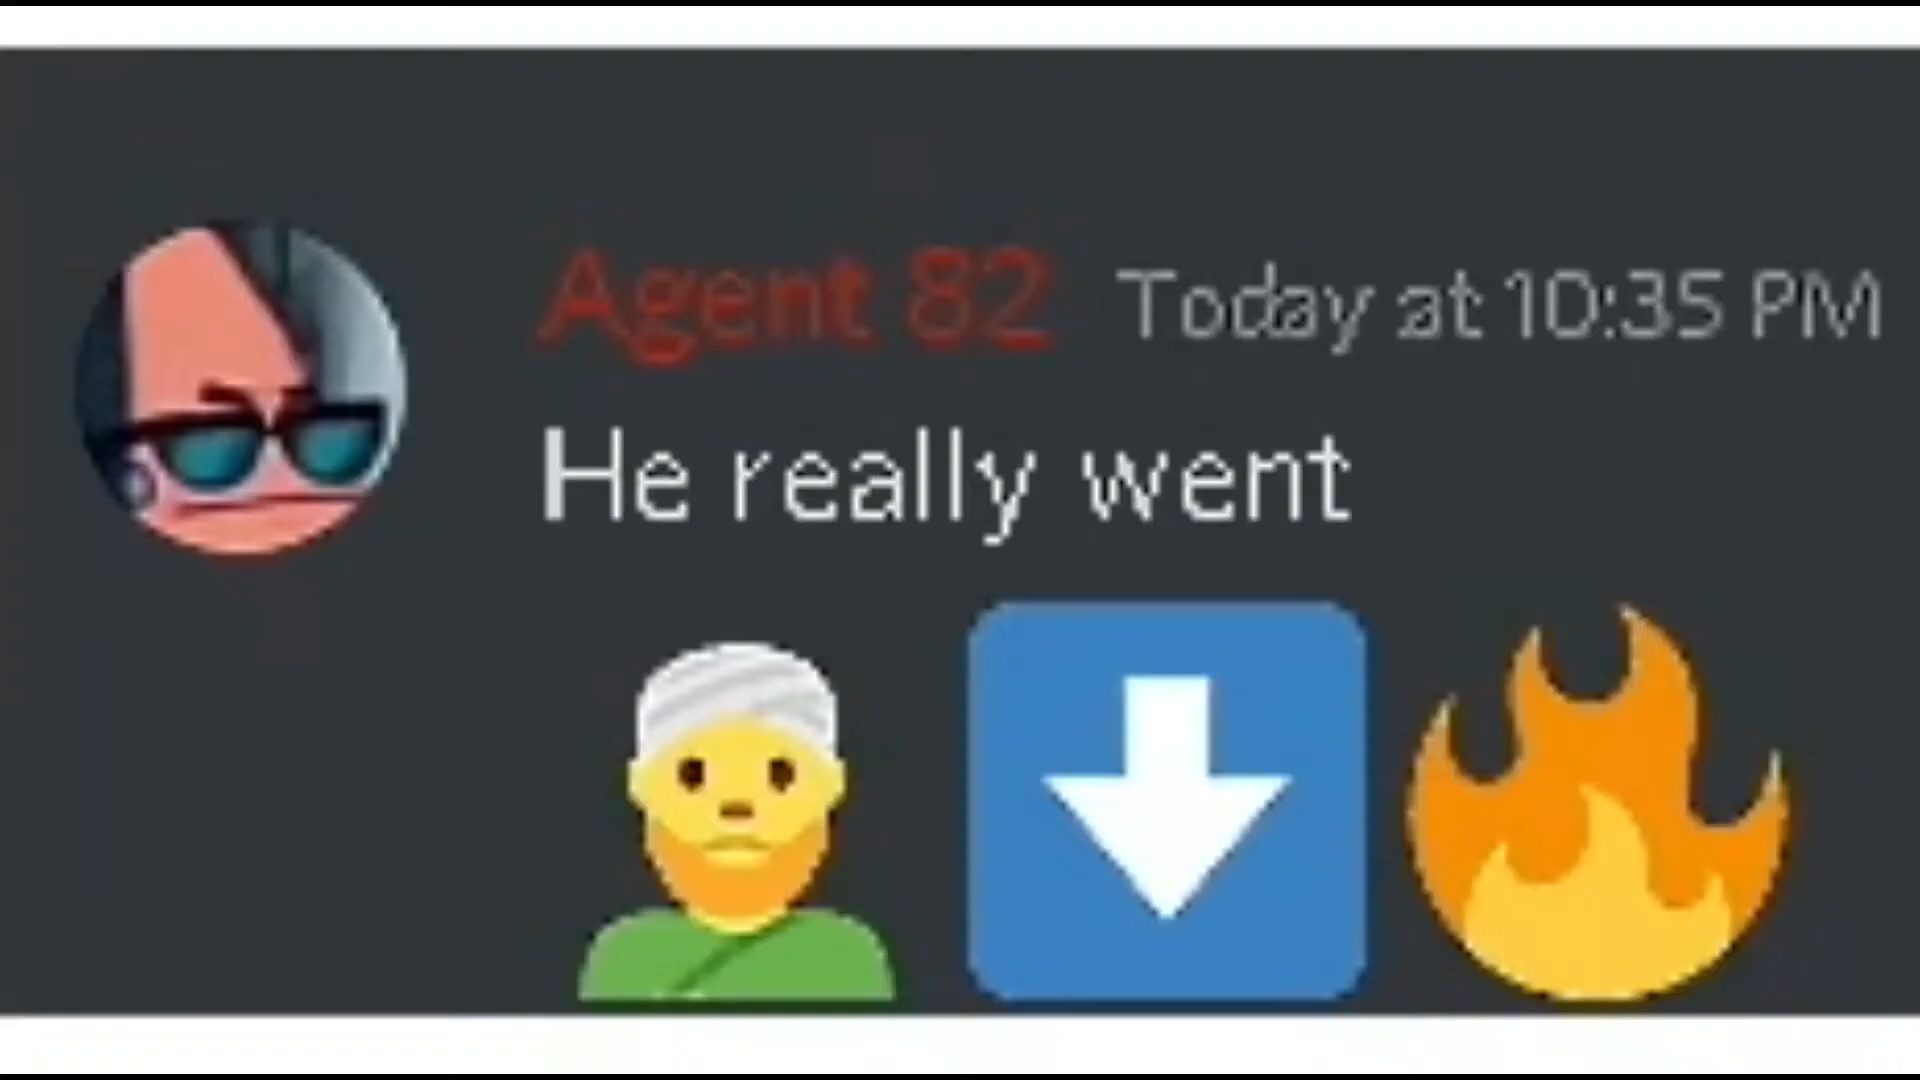 Agent 82 Today at 10:35 PM
He really went
👳‍♂️⬇️🔥